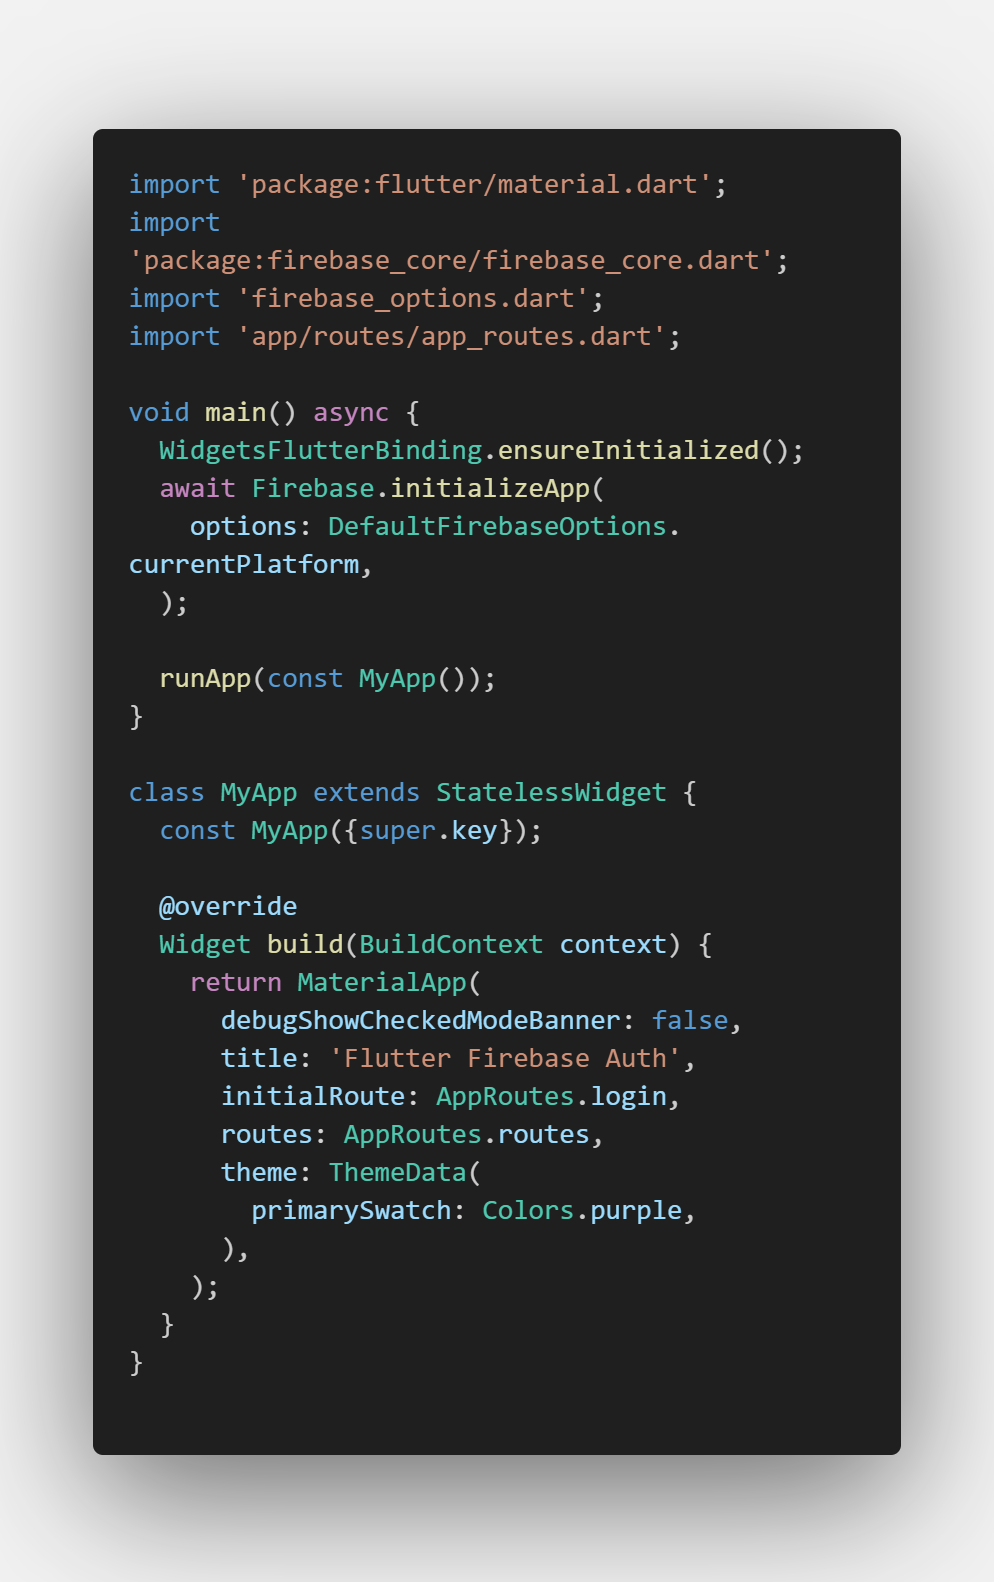 import 'package:flutter/material.dart';
import
'package:firebase_core/firebase_core.dart';
import 'firebase_options.dart';
import 'app/routes/app_routes.dart';

void main() async {
  WidgetsFlutterBinding.ensureInitialized();
  await Firebase.initializeApp(
    options: DefaultFirebaseOptions.
currentPlatform,
  );

  runApp(const MyApp());
}

class MyApp extends StatelessWidget {
  const MyApp({super.key});

  @override
  Widget build(BuildContext context) {
    return MaterialApp(
      debugShowCheckedModeBanner: false,
      title: 'Flutter Firebase Auth',
      initialRoute: AppRoutes.login,
      routes: AppRoutes.routes,
      theme: ThemeData(
        primarySwatch: Colors.purple,
      ),
    );
  }
}